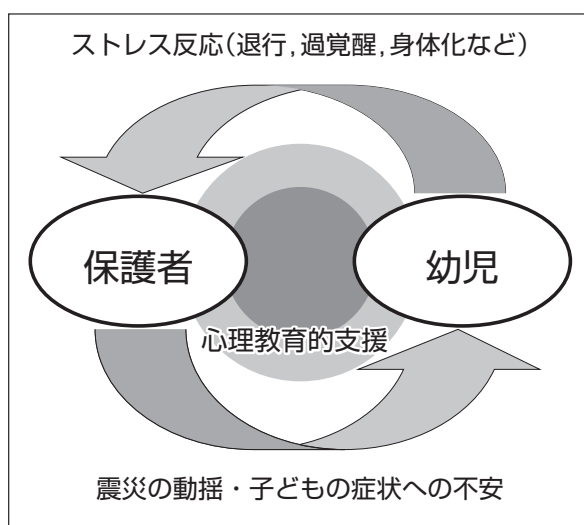 ストレス反応(退行,過覚醒,身体化など)
保護者
幼児
心理教育的支援
震災の動揺・子どもの症状への不安